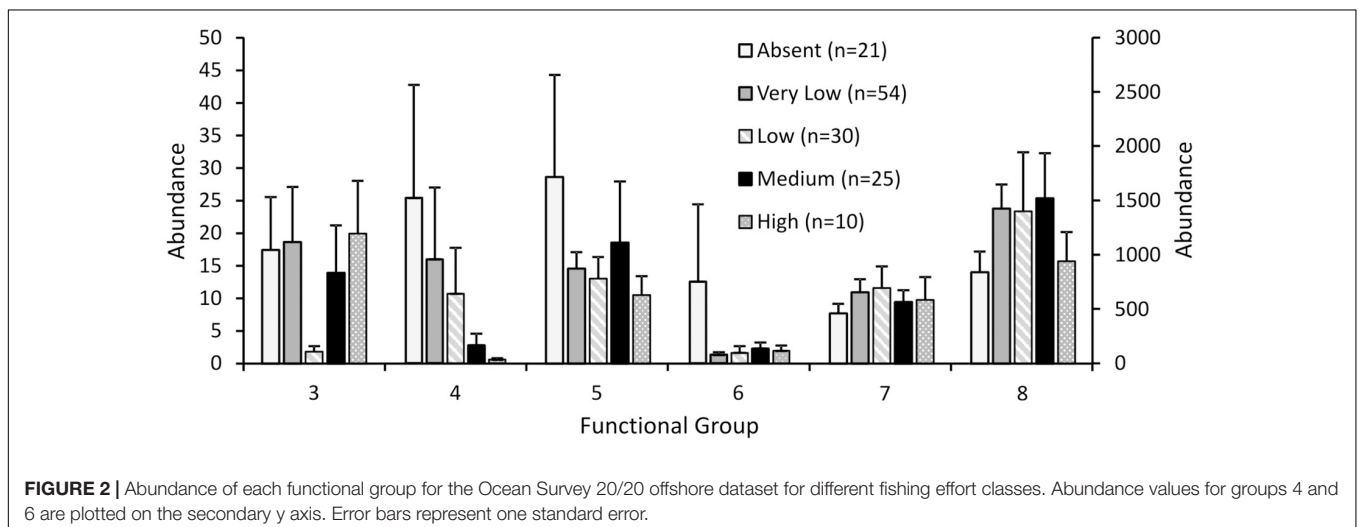 50
45
40
35
30
25
20
15
10
5
0
Abundance
Absent (n=21)
Very Low (n=54)
Low (n=30)
Medium (n=25)
High (n=10)
3000
2500
2000
1500
1000
500
0
Abundance
3 4 5 6 7 8
Functional Group
FIGURE 2 | Abundance of each functional group for the Ocean Survey 20/20 offshore dataset for different fishing effort classes. Abundance values for groups 4 and
6 are plotted on the secondary y axis. Error bars represent one standard error.